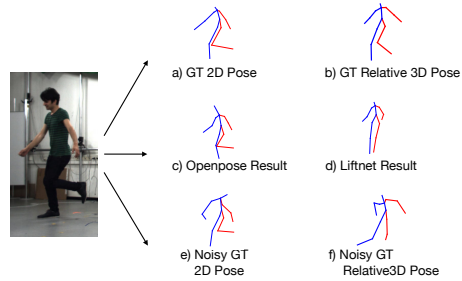 a) GT 2D Pose
b) GT Relative 3D Pose
c) Openpose Result
d) Liftnet Result
e) Noisy GT
2D Pose
f) Noisy GT
Relative3D Pose